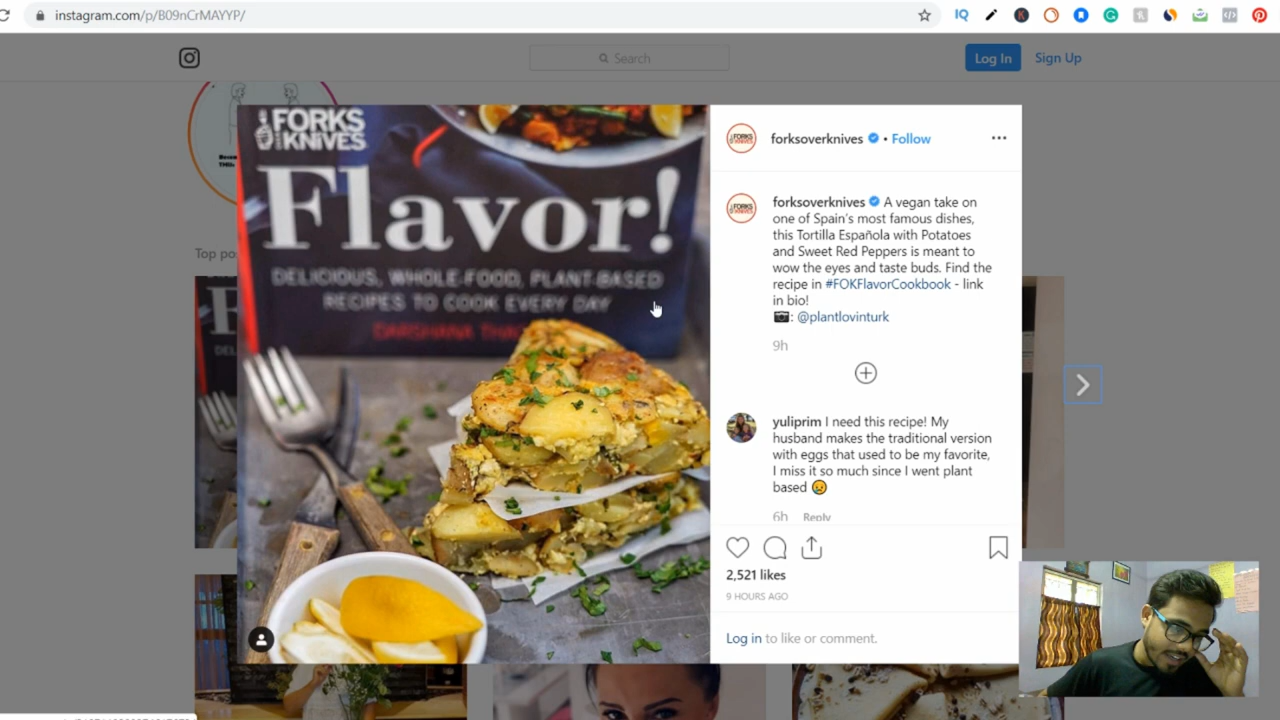 instagram.com/p/B09nCrMAYYP/
Search
Log In
Sign Up
FORKS
OVER
KNIVES
Flavor!
DELICIOUS, WHOLE-FOOD, PLANT-BASED
RECIPES TO COOK EVERY DAY
DARSHANA
Top po
forksoverknives • Follow
forksoverknives A vegan take on
one of Spain's most famous dishes,
this Tortilla Española with Potatoes
and Sweet Red Peppers is meant to
wow the eyes and taste buds. Find the
recipe in #FOKFlavorCookbook - link
in bio!
: @plantlovinturk
9h
yuliprim I need this recipe! My
husband makes the traditional version
with eggs that used to be my favorite,
I miss it so much since I went plant
based 😥
6h Reply
2,521 likes
9 HOURS AGO
Log in to like or comment.